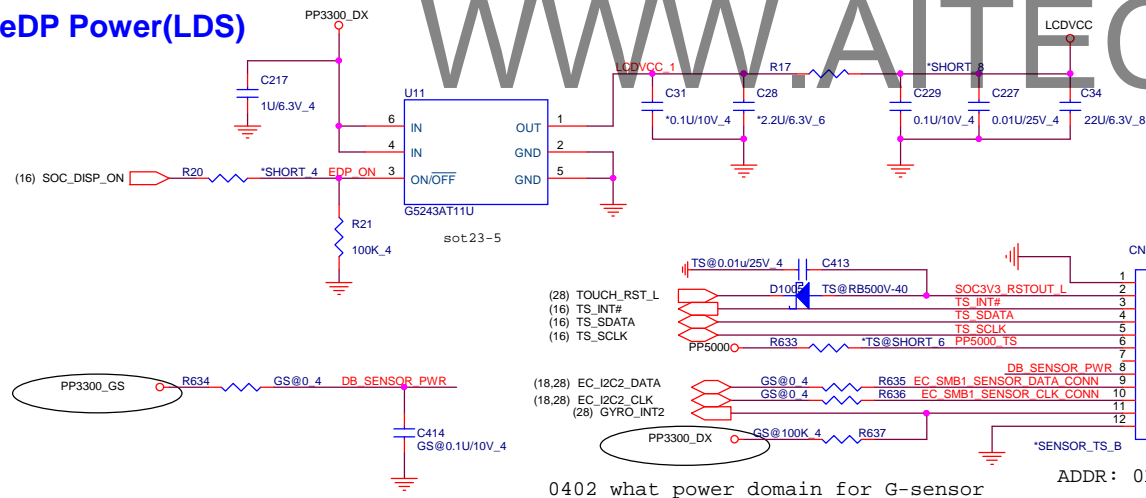 WWW.AITEC
eDP Power(LDS)
PP3300_DX
LCDVCC
C217
1U/6.3V_4
U11
6 IN
4 IN
3 ON/OFF
OUT 1
GND 2
GND 5
G5243AT11U
sot23-5
(16) SOC_DISP_ON
R20
*SHORT_4
EDP_ON
R21
100K_4
LCDVCC_1
C31
*0.1U/10V_4
C28
*2.2U/6.3V_6
R17
*SHORT_8
C229
0.1U/10V_4
C227
0.01U/25V_4
C34
22U/6.3V_8
TS@0.01u/25V_4
C413
CN
(28) TOUCH_RST_L
TS@RB500V-40
SOC3V3_RSTOUT_L
(16) TS_INT#
TS_INT#
(16) TS_SDATA
TS_SDATA
(16) TS_SCLK
TS_SCLK
PP5000
R633
*TS@SHORT_6
PP5000_TS
DB_SENSOR_PWR
(18,28) EC_I2C2_DATA
GS@0_4
R635
EC_SMB1_SENSOR_DATA_CONN
(18,28) EC_I2C2_CLK
GS@0_4
R636
EC_SMB1_SENSOR_CLK_CONN
(28) GYRO_INT2
1
2
3
4
5
6
7
8
9
10
11
12
PP3300_DX
GS@100K_4
R637
*SENSOR_TS_B
PP3300_GS
R634
GS@0_4
DB_SENSOR_PWR
C414
GS@0.1U/10V_4
0402 what power domain for G-sensor
ADDR: